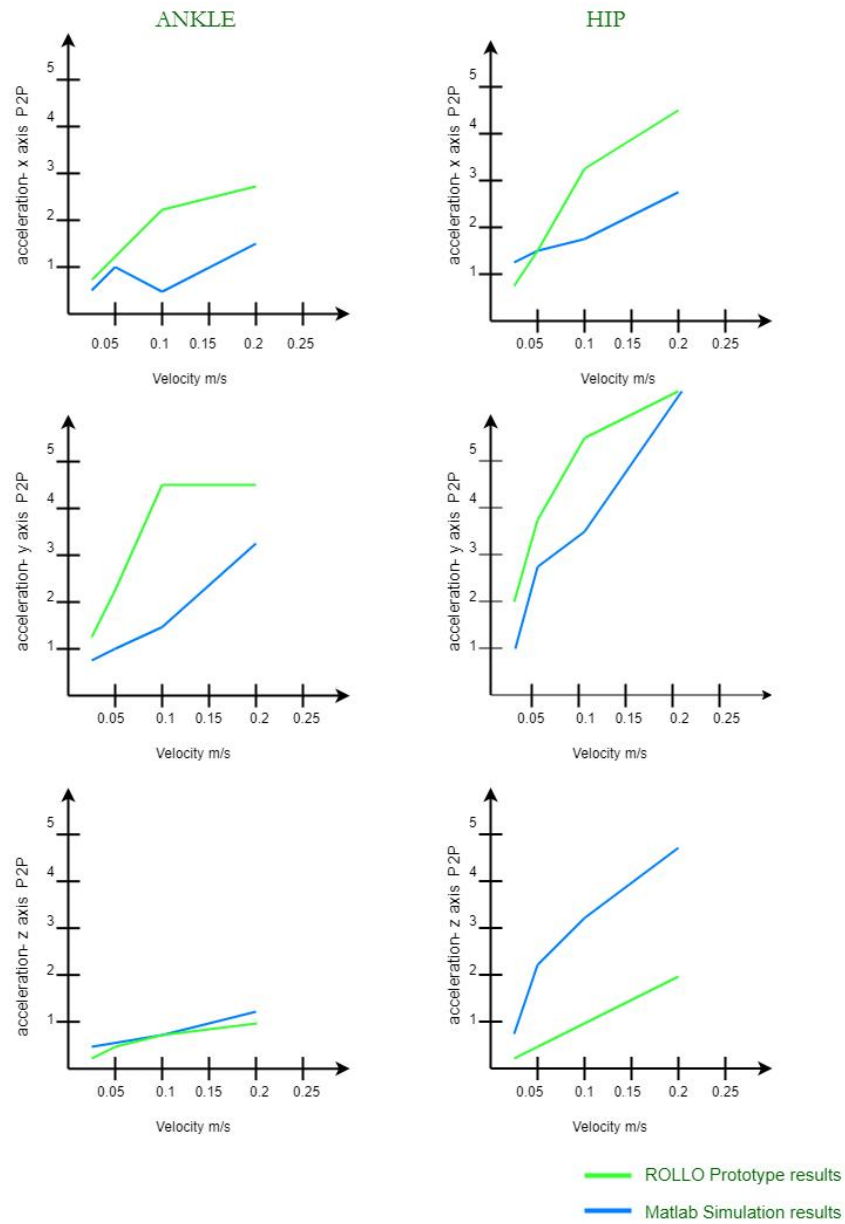 ANKLE
HIP
acceleration- x axis P2P
5
4
3
2
1
0.05 0.1 0.15 0.2 0.25
Velocity m/s
acceleration- x axis P2P
5
4
3
2
1
0.05 0.1 0.15 0.2 0.25
Velocity m/s
acceleration- y axis P2P
5
4
3
2
1
0.05 0.1 0.15 0.2 0.25
Velocity m/s
acceleration- y axis P2P
5
4
3
2
1
0.05 0.1 0.15 0.2 0.25
Velocity m/s
acceleration- z axis P2P
5
4
3
2
1
0.05 0.1 0.15 0.2 0.25
Velocity m/s
acceleration- z axis P2P
5
4
3
2
1
0.05 0.1 0.15 0.2 0.25
Velocity m/s
ROLLO Prototype results
Matlab Simulation results